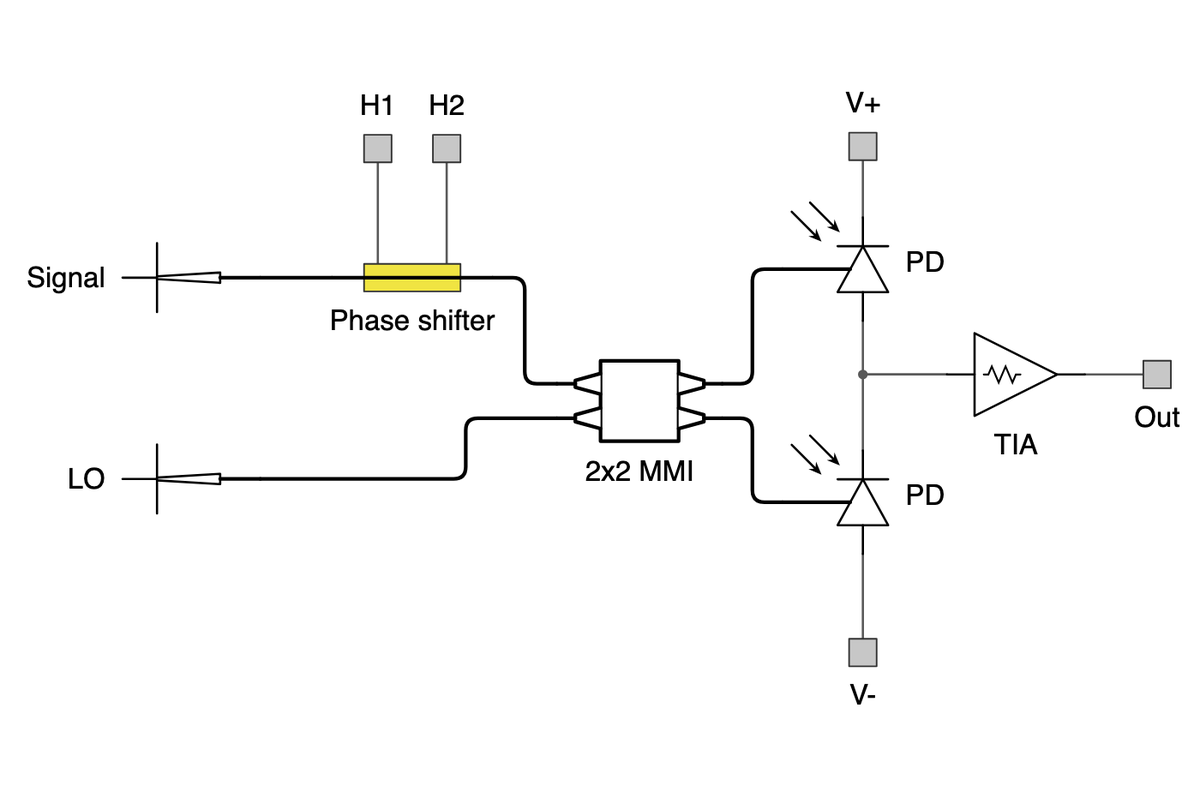 H1
H2
V+
Signal
PD
Phase shifter
Out
TIA
2x2 MMI
LO
PD
V-